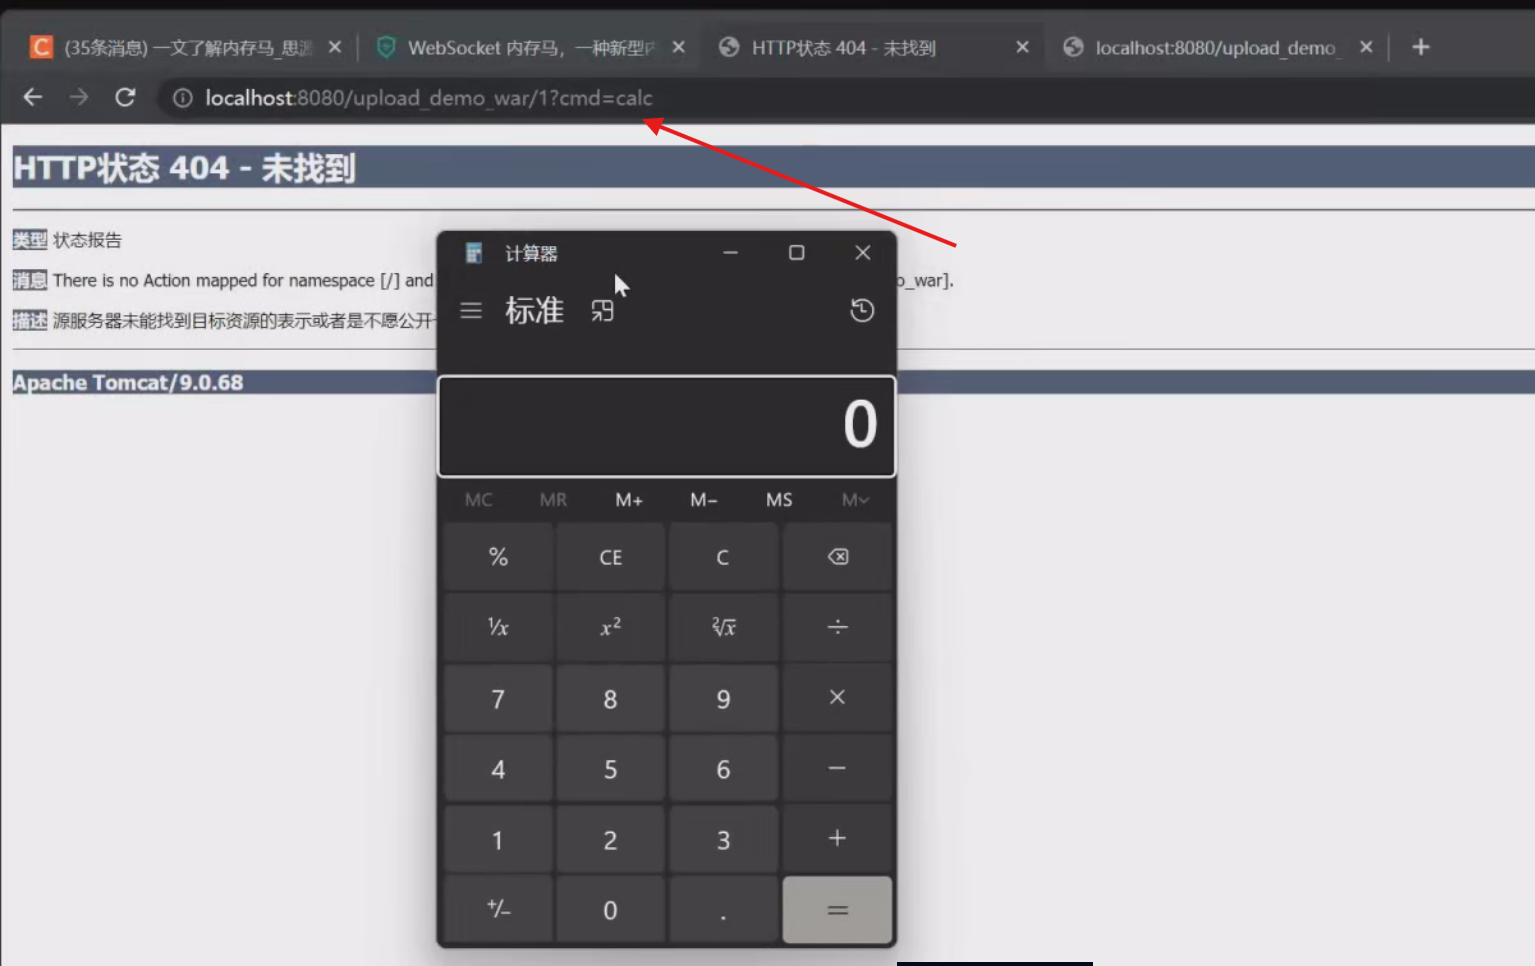 (35条消息) 一文了解内存马_思源
WebSocket 内存马，一种新型内
HTTP状态 404 - 未找到
localhost:8080/upload_demo_
localhost:8080/upload_demo_war/1?cmd=calc
HTTP状态 404 - 未找到
类型 状态报告
消息 There is no Action mapped for namespace [/] and
o_war].
描述 源服务器未能找到目标资源的表示或者是不愿公开
Apache Tomcat/9.0.68
计算器
标准
0
MC MR M+ M− MS M
% CE C
1/x x² ²√x ÷
7 8 9 ×
4 5 6 −
1 2 3 +
+/− 0 . =